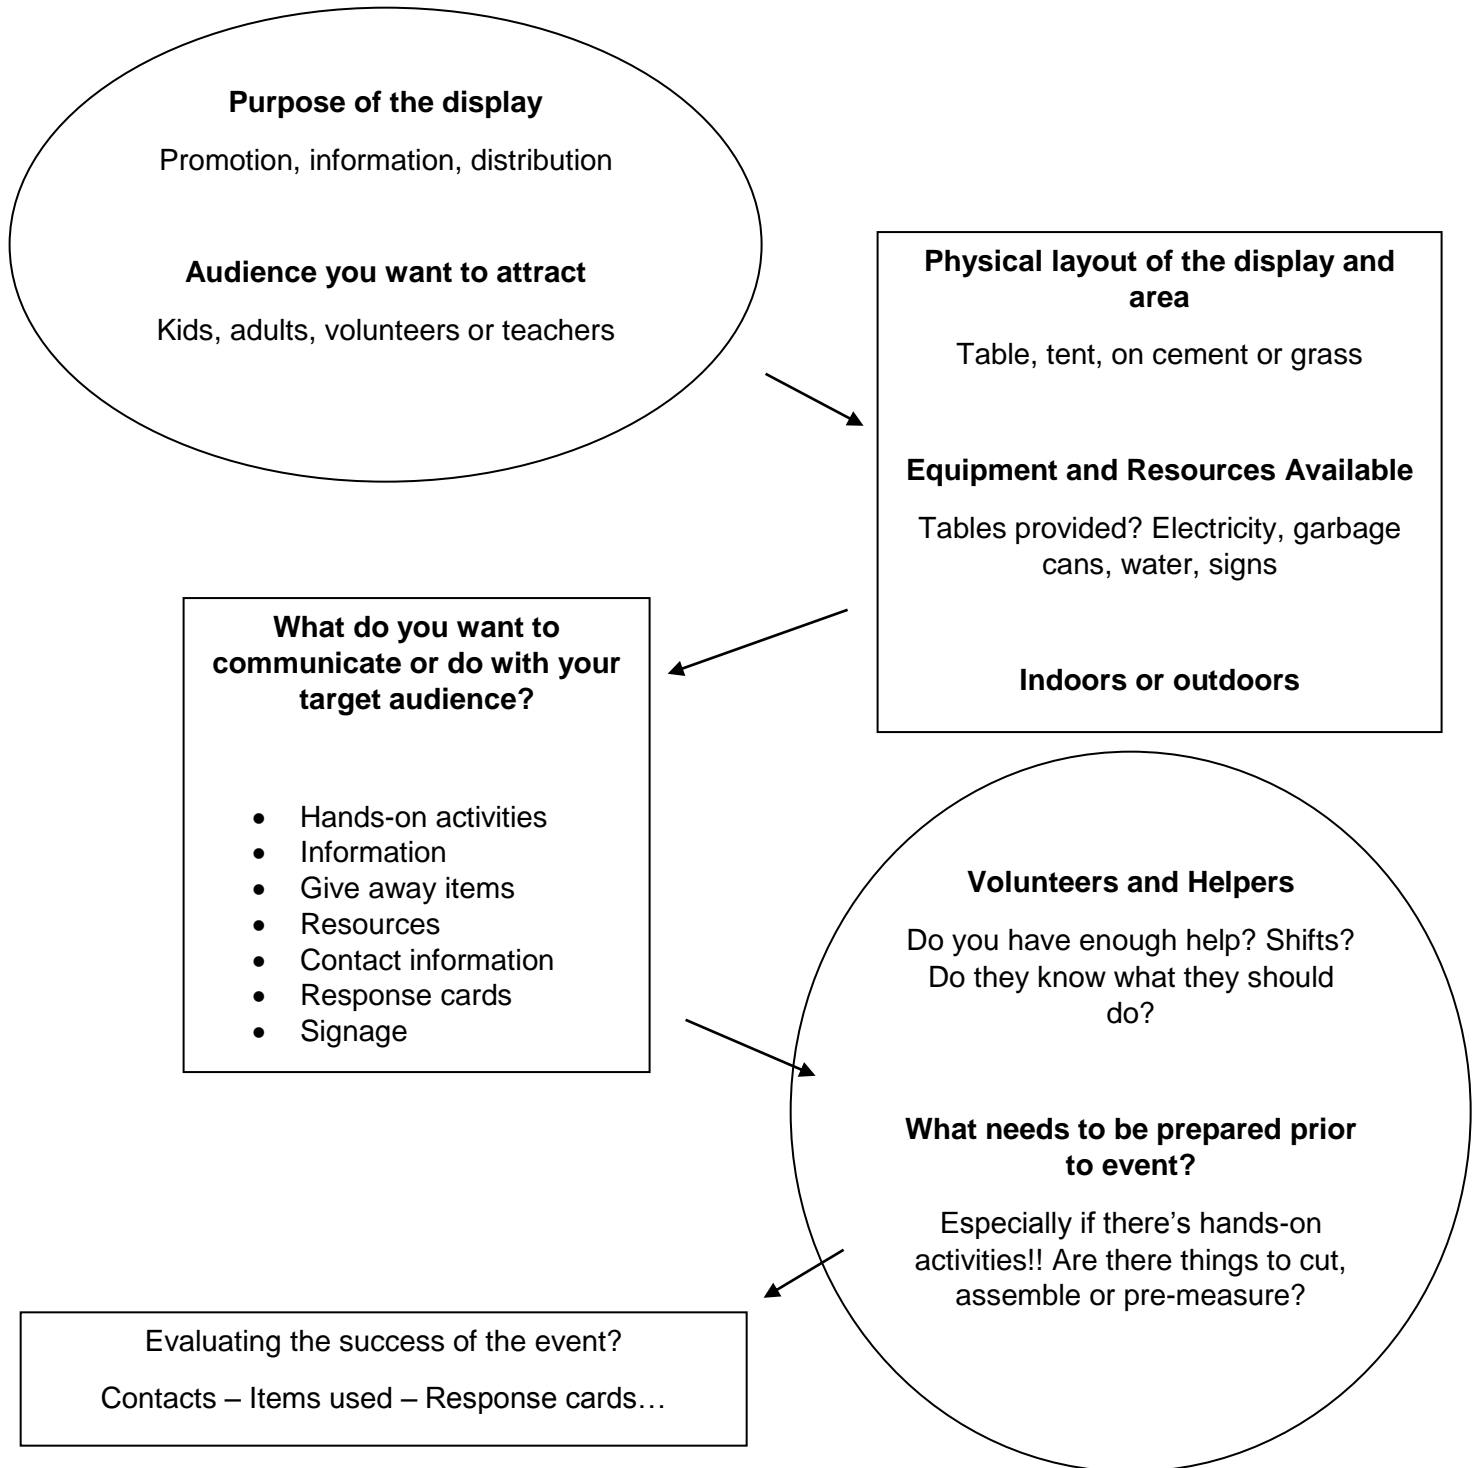 Purpose of the display
Promotion, information, distribution
Audience you want to attract
Kids, adults, volunteers or teachers
Physical layout of the display and
area
Table, tent, on cement or grass
Equipment and Resources Available
Tables provided? Electricity, garbage
cans, water, signs
Indoors or outdoors
What do you want to
communicate or do with your
target audience?
• Hands-on activities
• Information
• Give away items
• Resources
• Contact information
• Response cards
• Signage
Volunteers and Helpers
Do you have enough help? Shifts?
Do they know what they should
do?
What needs to be prepared prior
to event?
Especially if there’s hands-on
activities!! Are there things to cut,
assemble or pre-measure?
Evaluating the success of the event?
Contacts – Items used – Response cards…